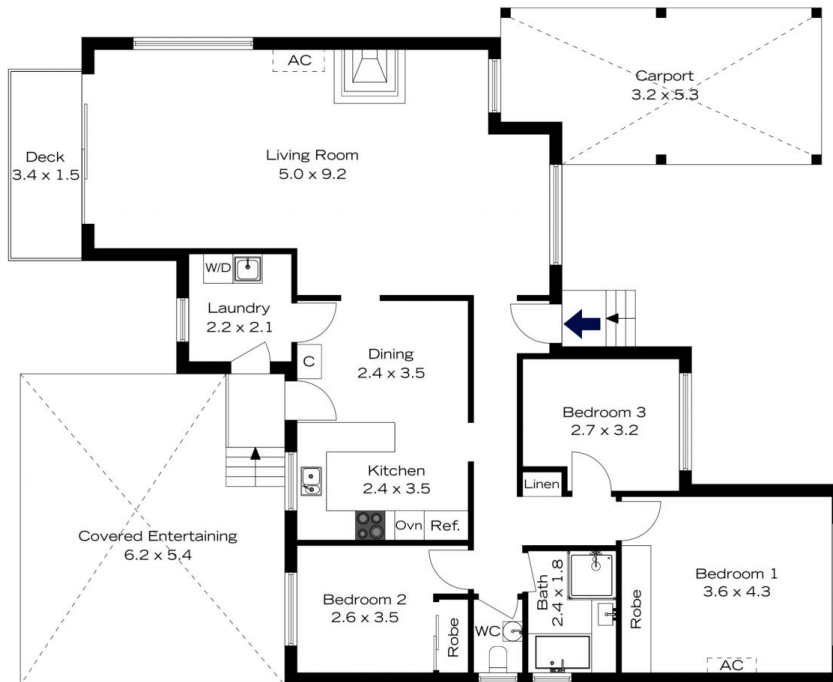 AC
Carport
3.2 x 5.3
Deck
3.4 x 1.5
Living Room
5.0 x 9.2
W/D
Laundry
2.2 x 2.1
C
Dining
2.4 x 3.5
Bedroom 3
2.7 x 3.2
Kitchen
2.4 x 3.5
Linen
Ovn
Ref.
Covered Entertaining
6.2 x 5.4
Bedroom 2
2.6 x 3.5
Robe
WC
Bath
2.4 x 1.8
Robe
Bedroom 1
3.6 x 4.3
AC